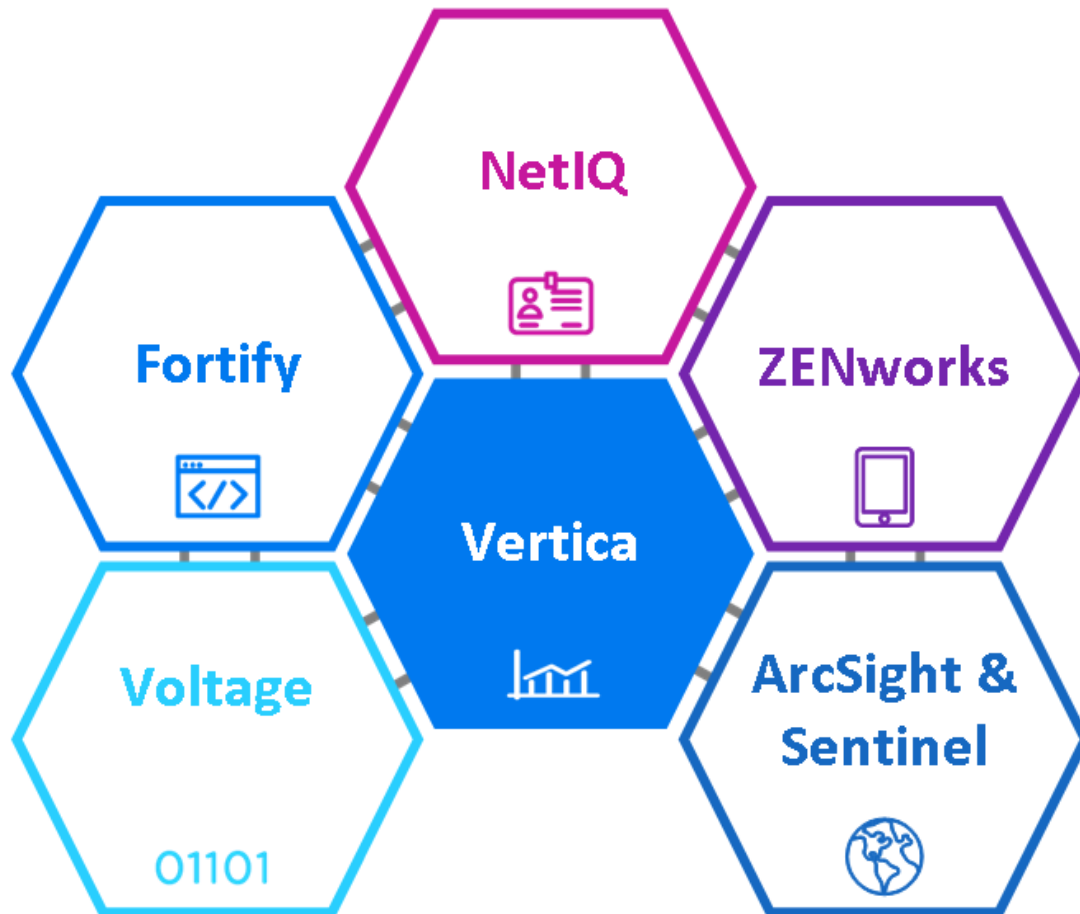 NetIQ
Fortify
ZENworks
</>
Vertica
Voltage
ArcSight &
Sentinel
01101